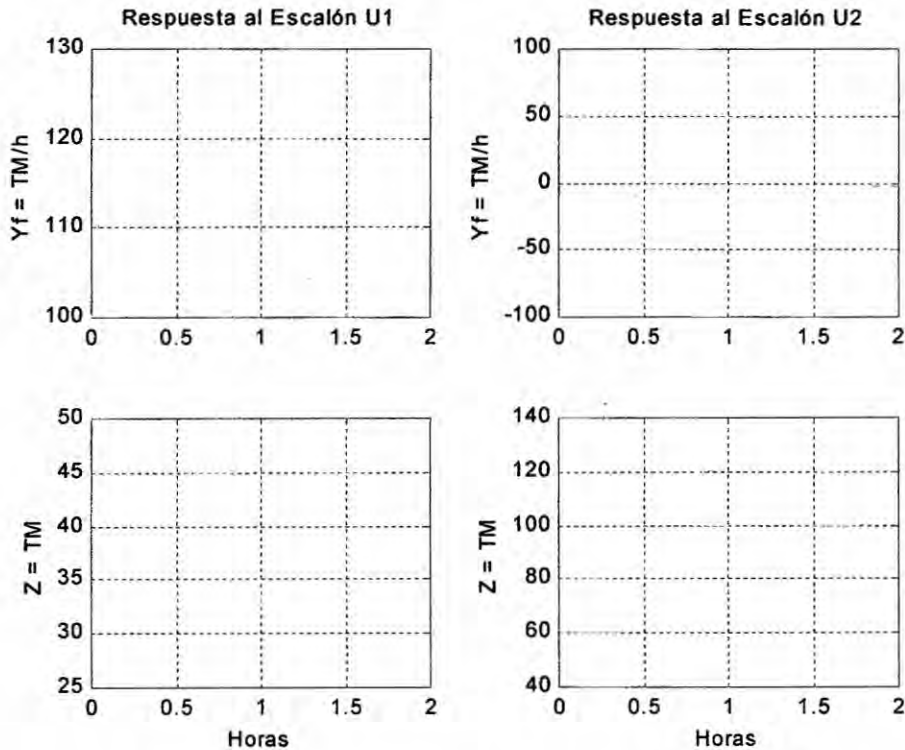 Respuesta al Escalón U1
130
120
110
100
Yf = TM/h
0 0.5 1 1.5 2
Respuesta al Escalón U2
100
50
0
-50
-100
Yf = TM/h
0 0.5 1 1.5 2
50
45
40
35
30
25
Z = TM
0 0.5 1 1.5 2
Horas
140
120
100
80
60
40
Z = TM
0 0.5 1 1.5 2
Horas